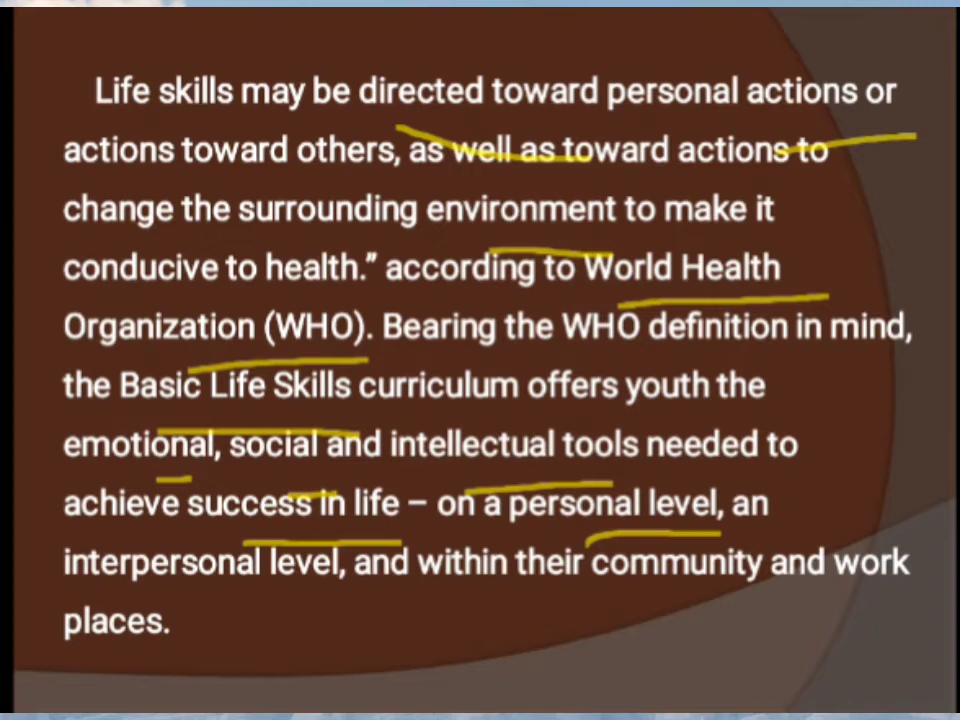 Life skills may be directed toward personal actions or
actions toward others, as well as toward actions to
change the surrounding environment to make it
conducive to health.” according to World Health
Organization (WHO). Bearing the WHO definition in mind,
the Basic Life Skills curriculum offers youth the
emotional, social and intellectual tools needed to
achieve success in life – on a personal level, an
interpersonal level, and within their community and work
places.